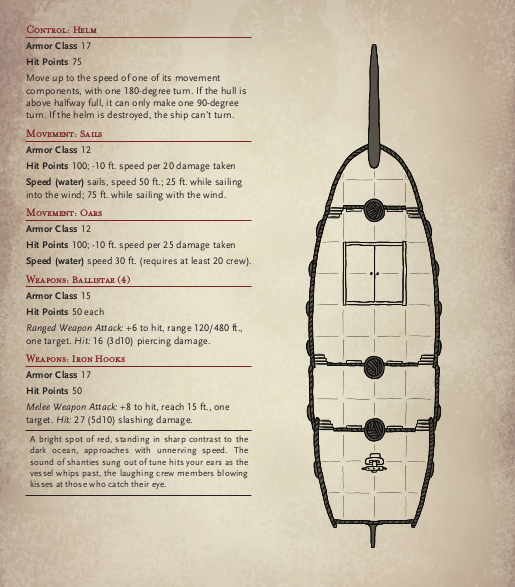 Control: Helm
Armor Class 17
Hit Points 75
Move up to the speed of one of its movement
components, with one 180-degree turn. If the hull is
above halfway full, it can only make one 90-degree
turn. If the helm is destroyed, the ship can't turn.
Movement: Sails
Armor Class 12
Hit Points 100; -10 ft. speed per 20 damage taken
Speed (water) sails, speed 50 ft.; 25 ft. while sailing
into the wind; 75 ft. while sailing with the wind.
Movement: Oars
Armor Class 12
Hit Points 100; -10 ft. speed per 25 damage taken
Speed (water) speed 30 ft. (requires at least 20 crew).
Weapons: Ballistae (4)
Armor Class 15
Hit Points 50 each
Ranged Weapon Attack: +6 to hit, range 120/480 ft.,
one target. Hit: 16 (3d10) piercing damage.
Weapons: Iron Hooks
Armor Class 17
Hit Points 50
Melee Weapon Attack: +8 to hit, reach 15 ft., one
target. Hit: 27 (5d10) slashing damage.
A bright spot of red, standing in sharp contrast to the
dark ocean, approaches with unnerving speed. The
sound of shanties sung out of tune hits your ears as the
vessel whips past, the laughing crew members blowing
kisses at those who catch their eye.